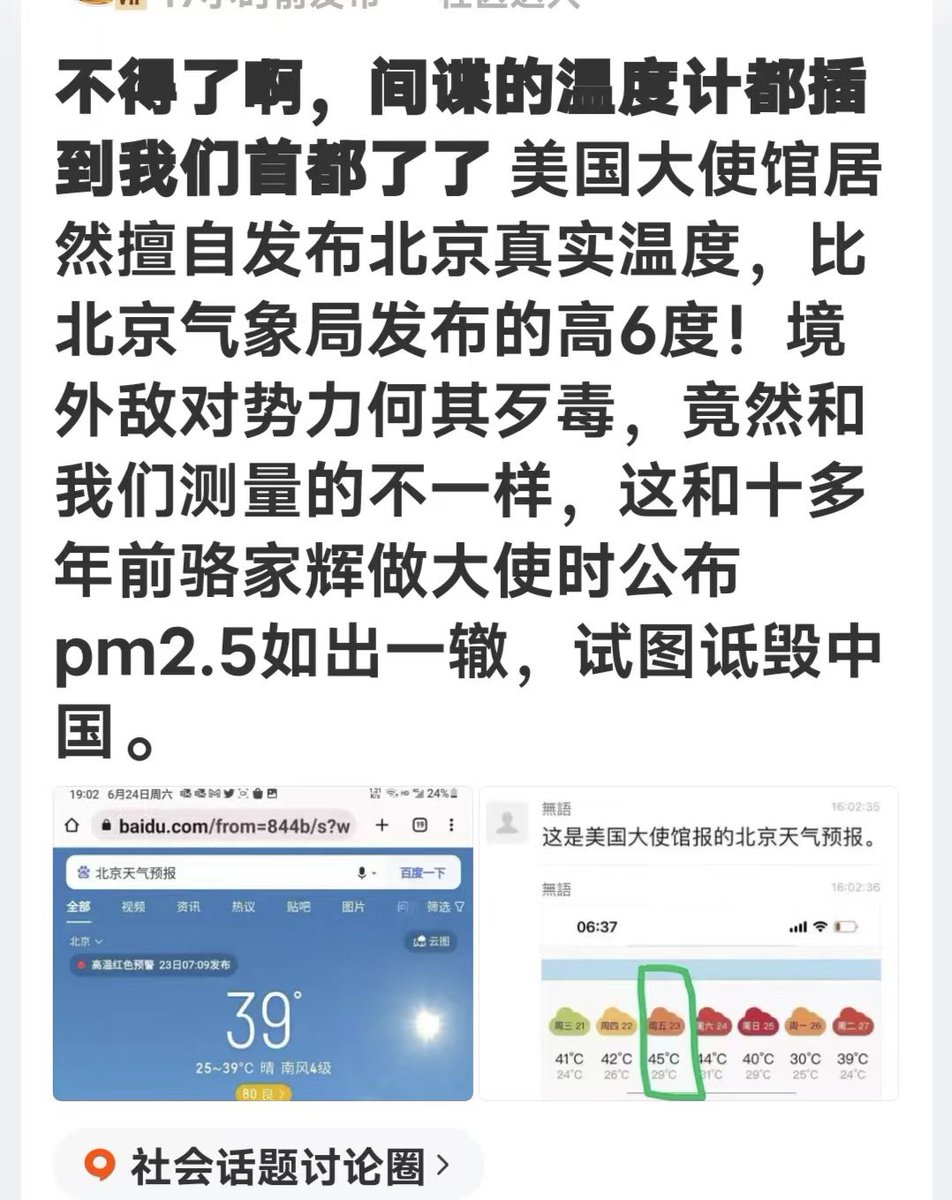 不得了啊，间谍的温度计都插
到我们首都了了 美国大使馆居
然擅自发布北京真实温度，比
北京气象局发布的高6度！境
外敌对势力何其歹毒，竟然和
我们测量的不一样，这和十多
年前骆家辉做大使时公布
pm2.5如出一辙，试图诋毁中
国。
19:02 6月24日周六 24%
baidu.com/from=844b/s?w
19
北京天气预报 百度一下
全部 视频 资讯 热议 贴吧 图片 问 筛选
北京 云图
高温红色预警 23日07:09发布
39°
25~39°C 晴 南风4级
80 良
無語 16:02:35
这是美国大使馆报的北京天气预报。
無語 16:02:36
06:37
周三 21 周四 22 周五 23 周六 24 周日 25 周一 26 周二 27
41°C 42°C 45°C 44°C 40°C 30°C 39°C
24°C 26°C 29°C 31°C 29°C 25°C 24°C
社会话题讨论圈